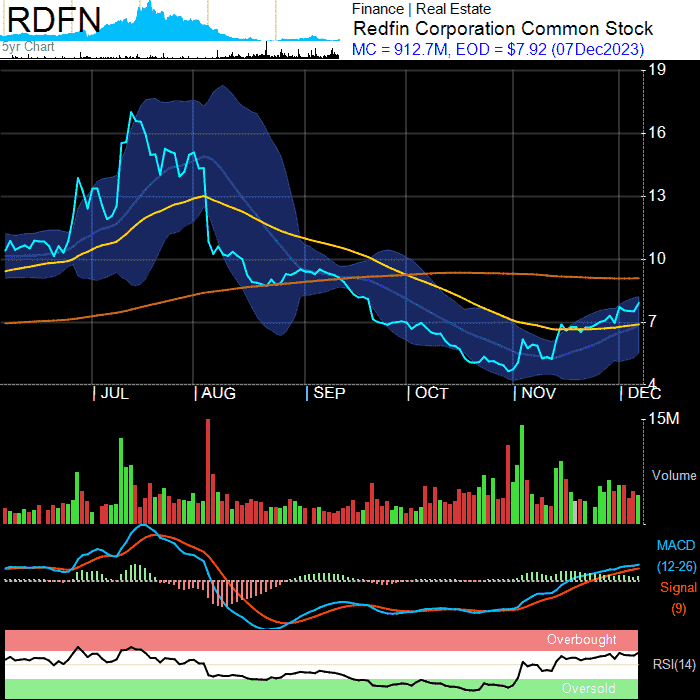 RDFN
5yr Chart
Finance | Real Estate
Redfin Corporation Common Stock
MC = 912.7M, EOD = $7.92 (07Dec2023)
19
16
13
10
7
4
JUL AUG SEP OCT NOV DEC
15M
Volume
MACD
(12-26)
Signal
(9)
Overbought
RSI(14)
Oversold